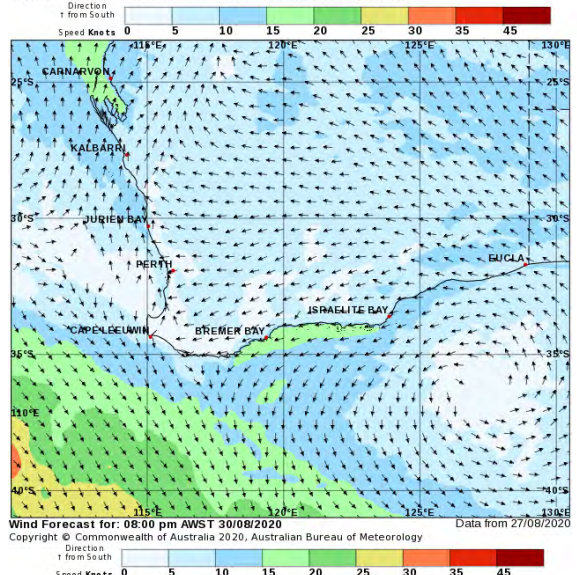 Direction
↑ from South
Speed Knots 0 5 10 15 20 25 30 35 45
115°E 120°E 125°E 130°E
CARNARVON
25°S 25°S
KALBARRI
30°S 30°S
JURIEN BAY
PERTH
EUCLA
ISRAELITE BAY
CAPE LEEUWIN BREMER BAY
35°S 35°S
110°E
40°S 40°S
115°E 120°E 125°E 130°E
Wind Forecast for: 08:00 pm AWST 30/08/2020 Data from 27/08/2020
Copyright © Commonwealth of Australia 2020, Australian Bureau of Meteorology
Direction
↑ from South
Speed Knots 0 5 10 15 20 25 30 35 45